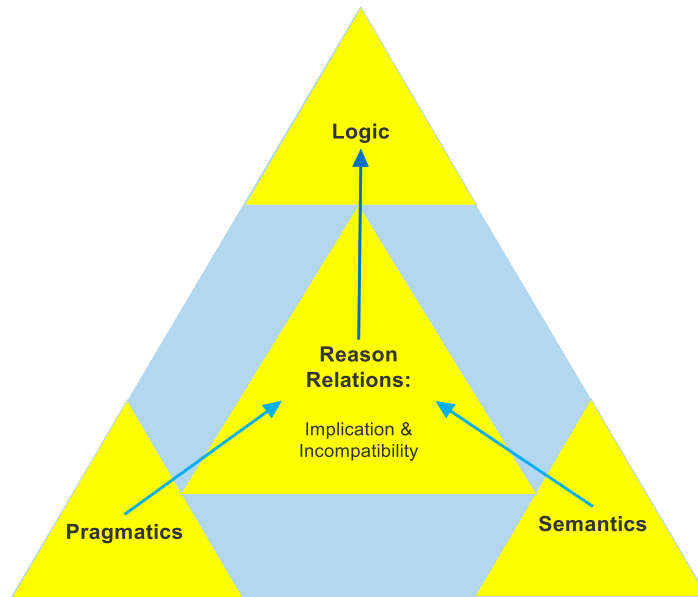 Logic
Reason
Relations:
Implication &
Incompatibility
Pragmatics
Semantics